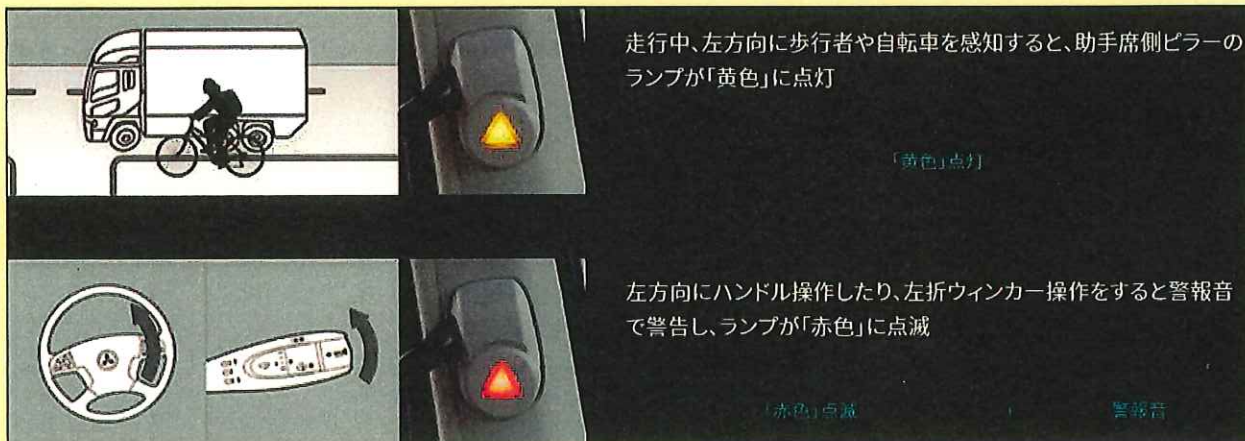 走行中、左方向に歩行者や自転車を感知すると、助手席側ピラーの
ランプが「黄色」に点灯
「黄色」点灯
左方向にハンドル操作したり、左折ウィンカー操作をすると警報音
で警告し、ランプが「赤色」に点滅
「赤色」点滅
警報音